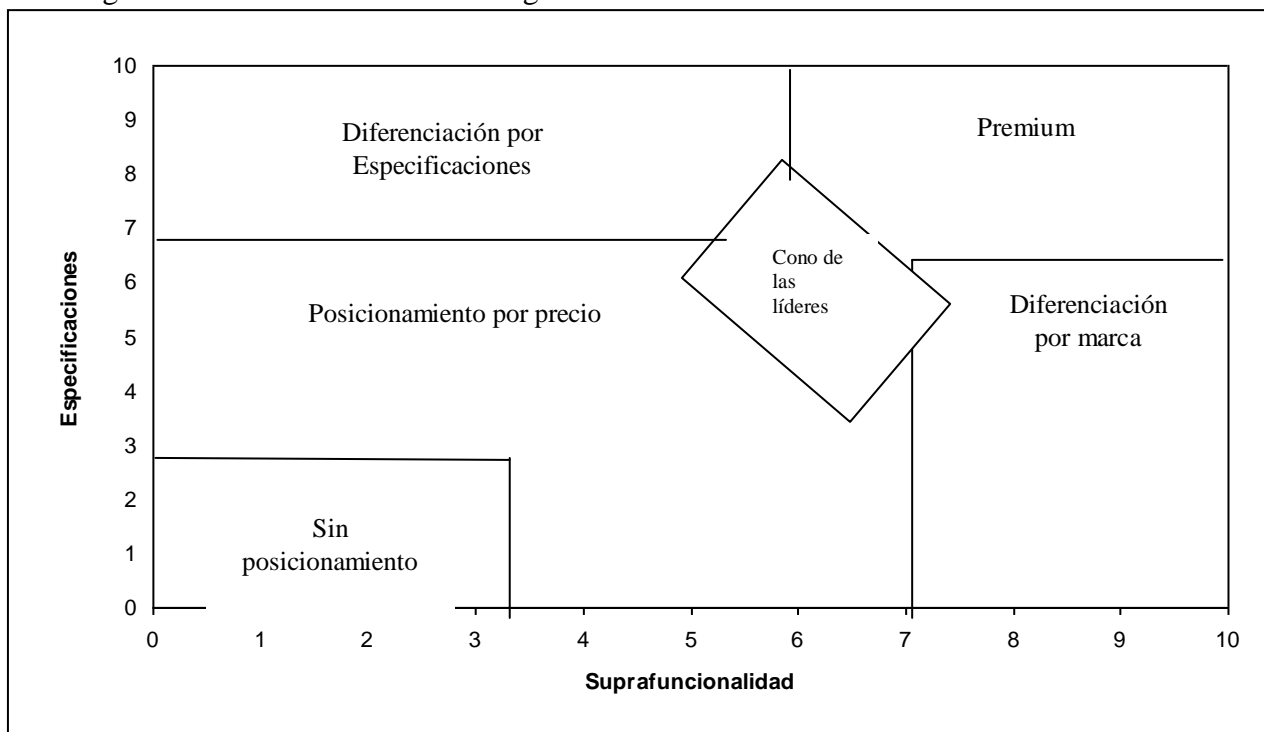 10
9
8
7
6
5
4
3
2
1
0
Especificaciones
Diferenciación por
Especificaciones
Premium
Cono de
las
líderes
Posicionamiento por precio
Diferenciación
por marca
Sin
posicionamiento
0 1 2 3 4 5 6 7 8 9 10
Suprafuncionalidad